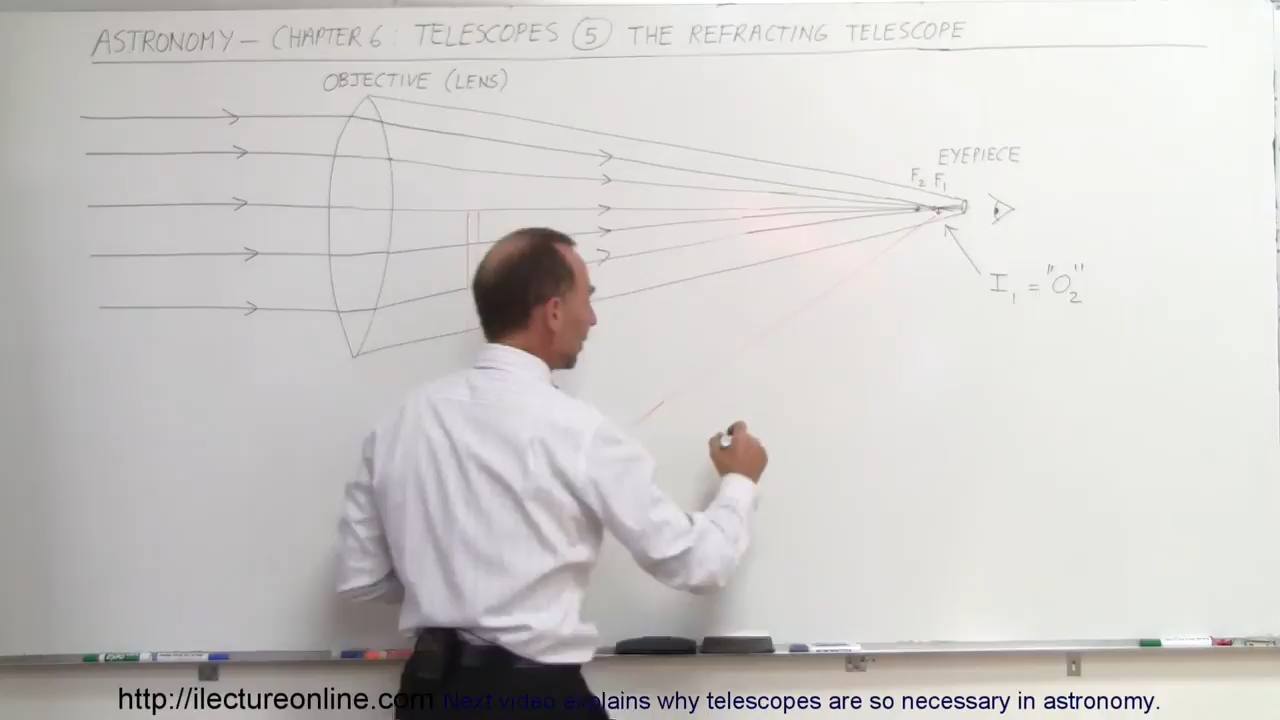 ASTRONOMY – CHAPTER 6 : TELESCOPES ⑤ THE REFRACTING TELESCOPE
OBJECTIVE (LENS)
EYEPIECE
F₂ F₁
I₁ = "O₂"
http://ilectureonline.com Next video explains why telescopes are so necessary in astronomy.